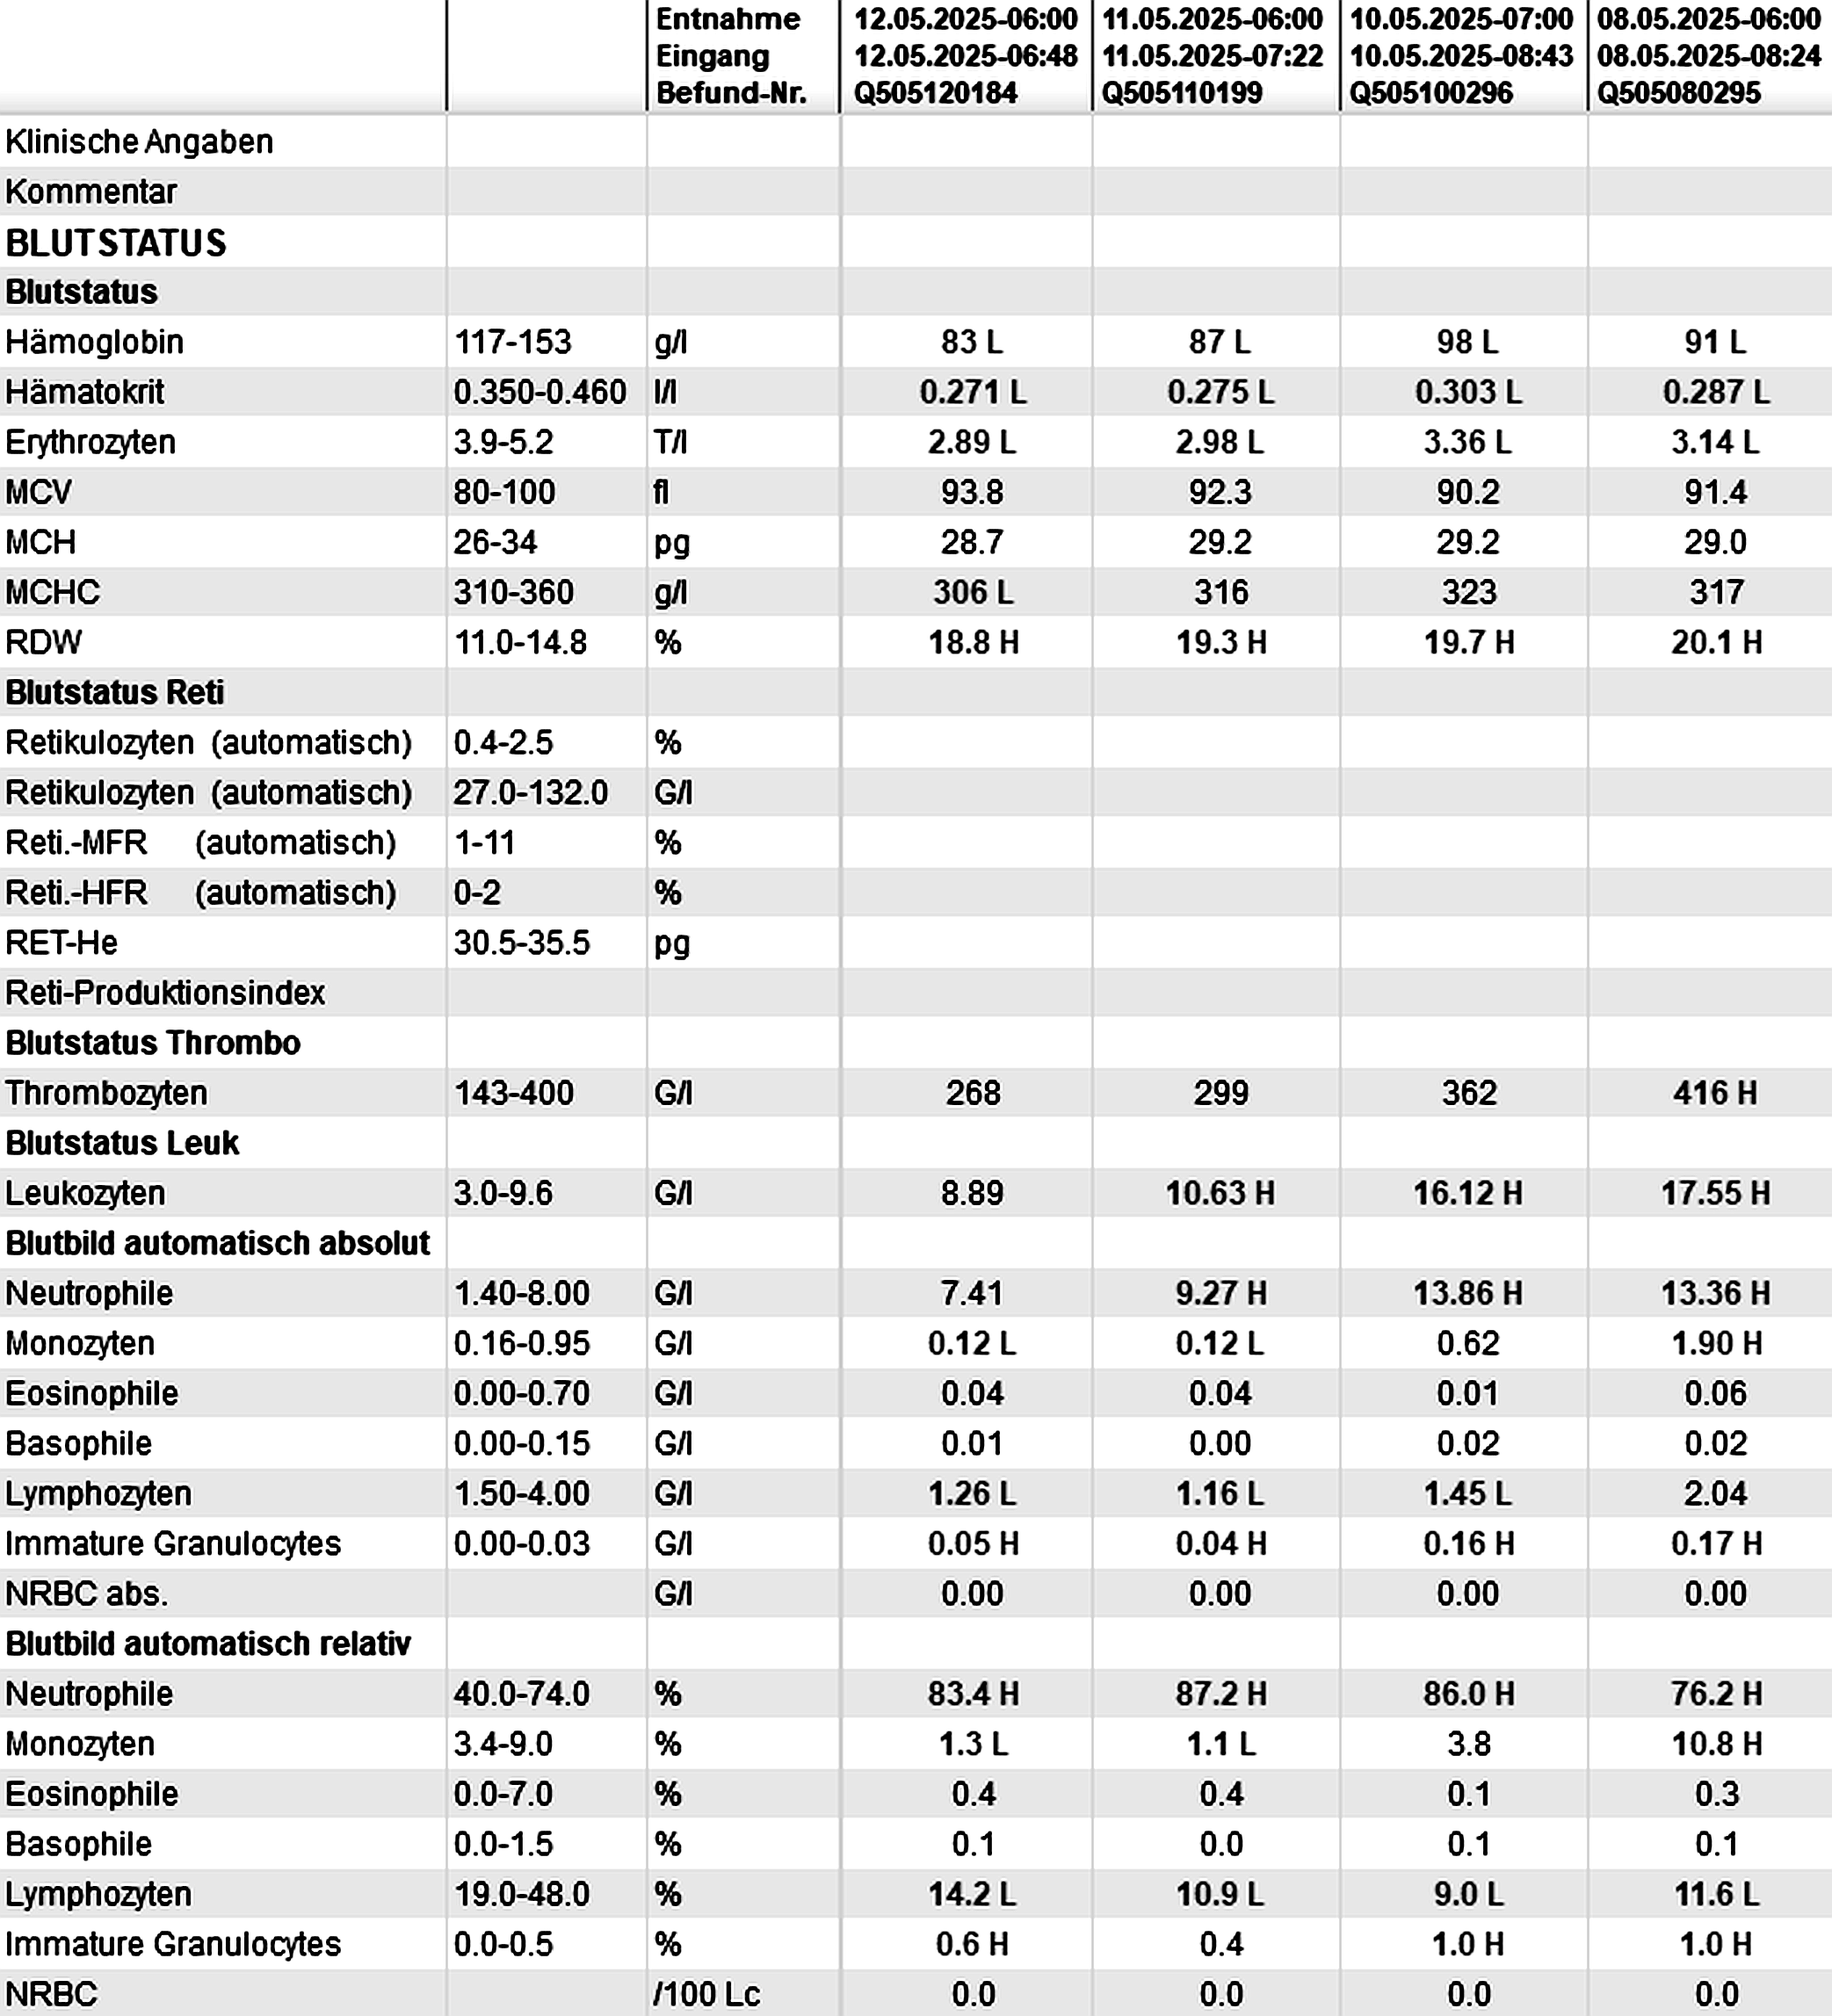 Entnahme 12.05.2025-06:00 11.05.2025-06:00 10.05.2025-07:00 08.05.2025-06:00
Eingang 12.05.2025-06:48 11.05.2025-07:22 10.05.2025-08:43 08.05.2025-08:24
Befund-Nr. Q505120184 Q505110199 Q505100296 Q505080295
Klinische Angaben
Kommentar
BLUTSTATUS
Blutstatus
Hämoglobin 117-153 g/l 83 L 87 L 98 L 91 L
Hämatokrit 0.350-0.460 l/l 0.271 L 0.275 L 0.303 L 0.287 L
Erythrozyten 3.9-5.2 T/l 2.89 L 2.98 L 3.36 L 3.14 L
MCV 80-100 fl 93.8 92.3 90.2 91.4
MCH 26-34 pg 28.7 29.2 29.2 29.0
MCHC 310-360 g/l 306 L 316 323 317
RDW 11.0-14.8 % 18.8 H 19.3 H 19.7 H 20.1 H
Blutstatus Reti
Retikulozyten (automatisch) 0.4-2.5 %
Retikulozyten (automatisch) 27.0-132.0 G/l
Reti.-MFR (automatisch) 1-11 %
Reti.-HFR (automatisch) 0-2 %
RET-He 30.5-35.5 pg
Reti-Produktionsindex
Blutstatus Thrombo
Thrombozyten 143-400 G/l 268 299 362 416 H
Blutstatus Leuk
Leukozyten 3.0-9.6 G/l 8.89 10.63 H 16.12 H 17.55 H
Blutbild automatisch absolut
Neutrophile 1.40-8.00 G/l 7.41 9.27 H 13.86 H 13.36 H
Monozyten 0.16-0.95 G/l 0.12 L 0.12 L 0.62 1.90 H
Eosinophile 0.00-0.70 G/l 0.04 0.04 0.01 0.06
Basophile 0.00-0.15 G/l 0.01 0.00 0.02 0.02
Lymphozyten 1.50-4.00 G/l 1.26 L 1.16 L 1.45 L 2.04
Immature Granulocytes 0.00-0.03 G/l 0.05 H 0.04 H 0.16 H 0.17 H
NRBC abs. G/l 0.00 0.00 0.00 0.00
Blutbild automatisch relativ
Neutrophile 40.0-74.0 % 83.4 H 87.2 H 86.0 H 76.2 H
Monozyten 3.4-9.0 % 1.3 L 1.1 L 3.8 10.8 H
Eosinophile 0.0-7.0 % 0.4 0.4 0.1 0.3
Basophile 0.0-1.5 % 0.1 0.0 0.1 0.1
Lymphozyten 19.0-48.0 % 14.2 L 10.9 L 9.0 L 11.6 L
Immature Granulocytes 0.0-0.5 % 0.6 H 0.4 1.0 H 1.0 H
NRBC /100 Lc 0.0 0.0 0.0 0.0